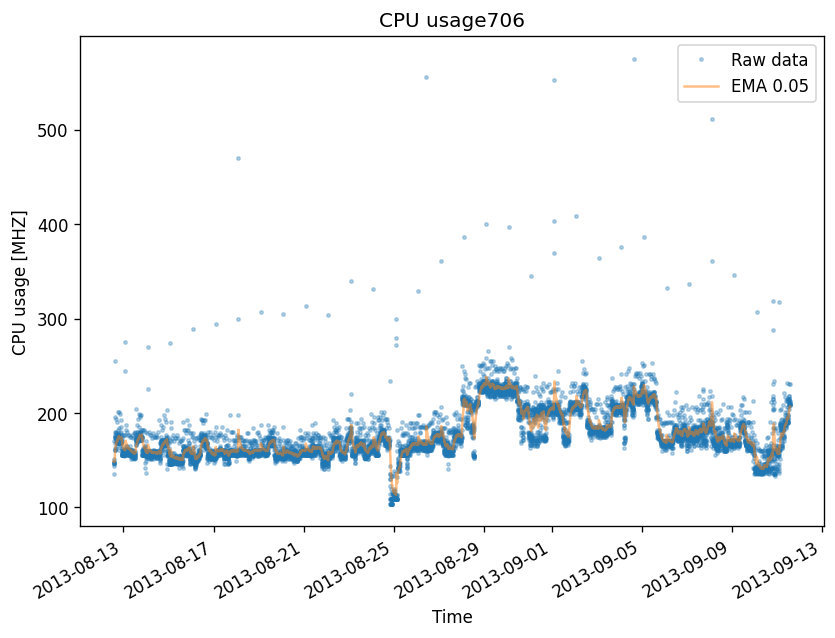 CPU usage706
Raw data
EMA 0.05
CPU usage [MHZ]
500
400
300
200
100
2013-08-13
2013-08-17
2013-08-21
2013-08-25
2013-08-29
2013-09-01
2013-09-05
2013-09-09
2013-09-13
Time